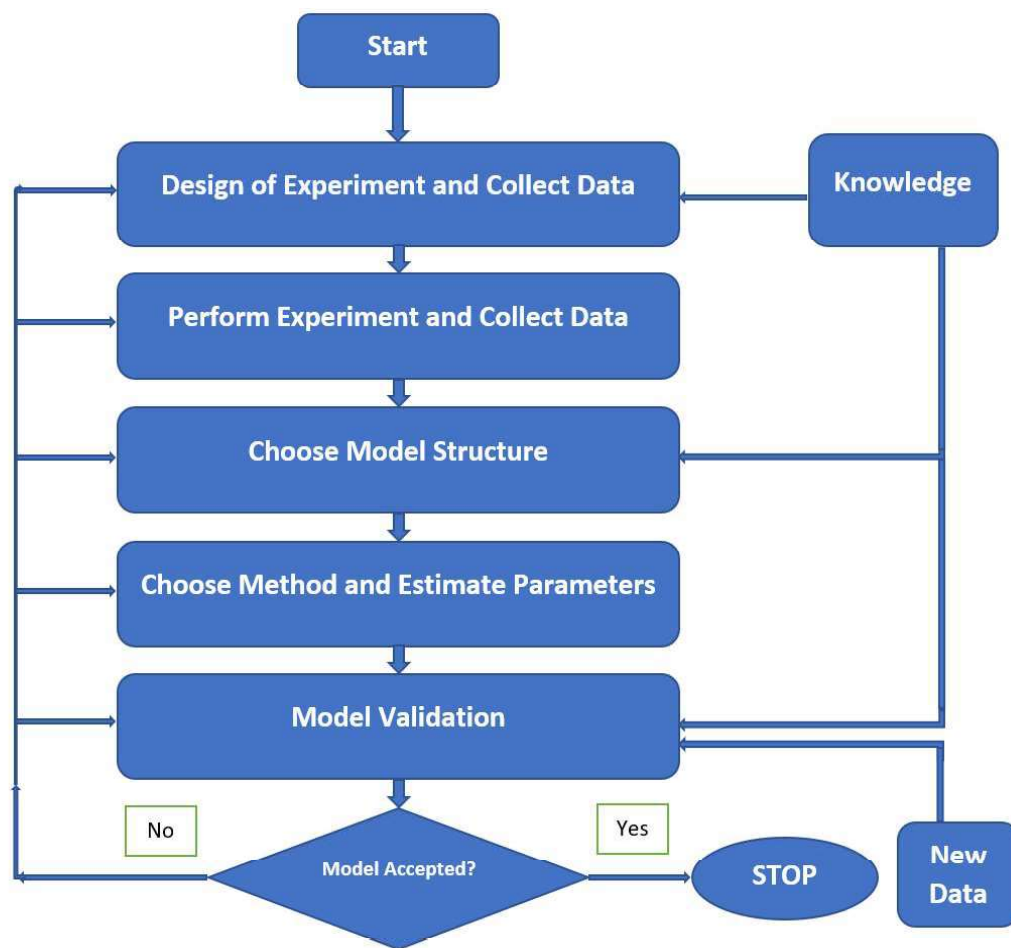 Start
Design of Experiment and Collect Data
Knowledge
Perform Experiment and Collect Data
Choose Model Structure
Choose Method and Estimate Parameters
Model Validation
No
Yes
Model Accepted?
STOP
New
Data